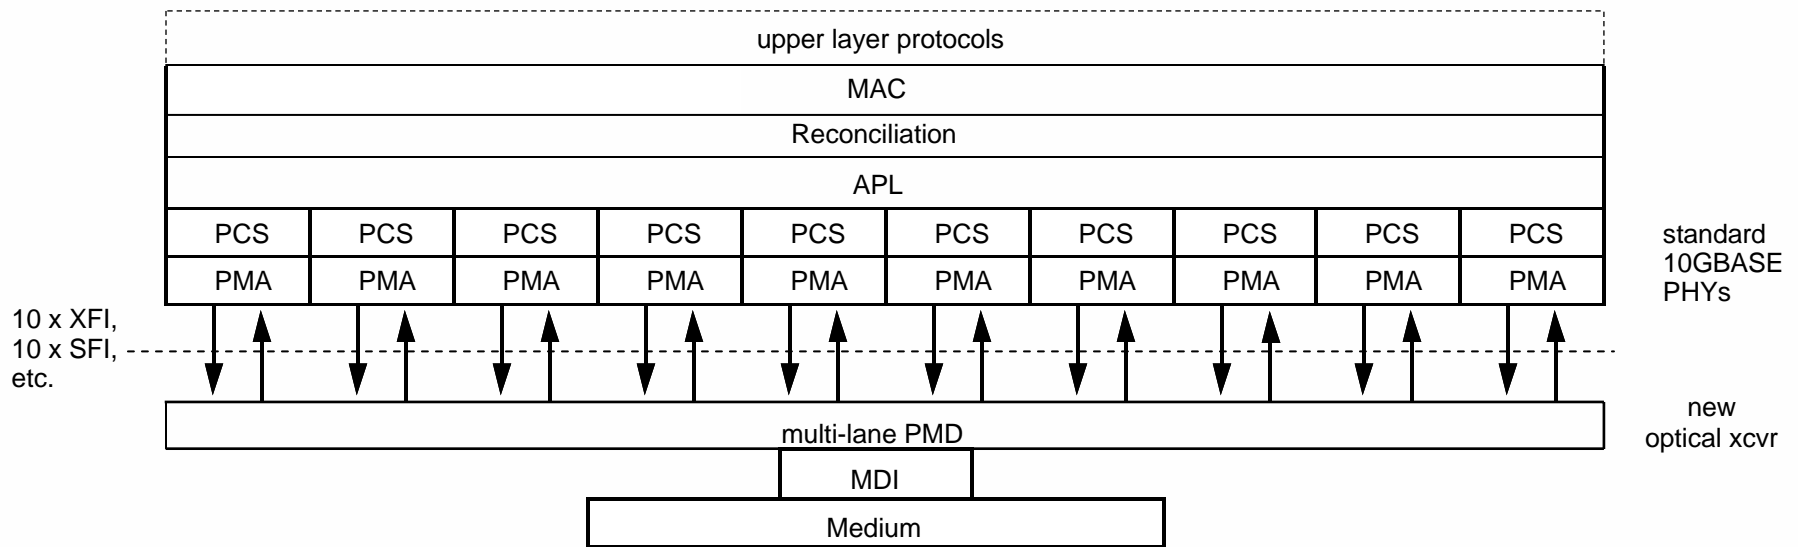 upper layer protocols
MAC
Reconciliation
APL
PCS PCS PCS PCS PCS PCS PCS PCS PCS PCS
PMA PMA PMA PMA PMA PMA PMA PMA PMA PMA
standard
10GBASE
PHYs
10 x XFI,
10 x SFI,
etc.
multi-lane PMD
new
optical xcvr
MDI
Medium